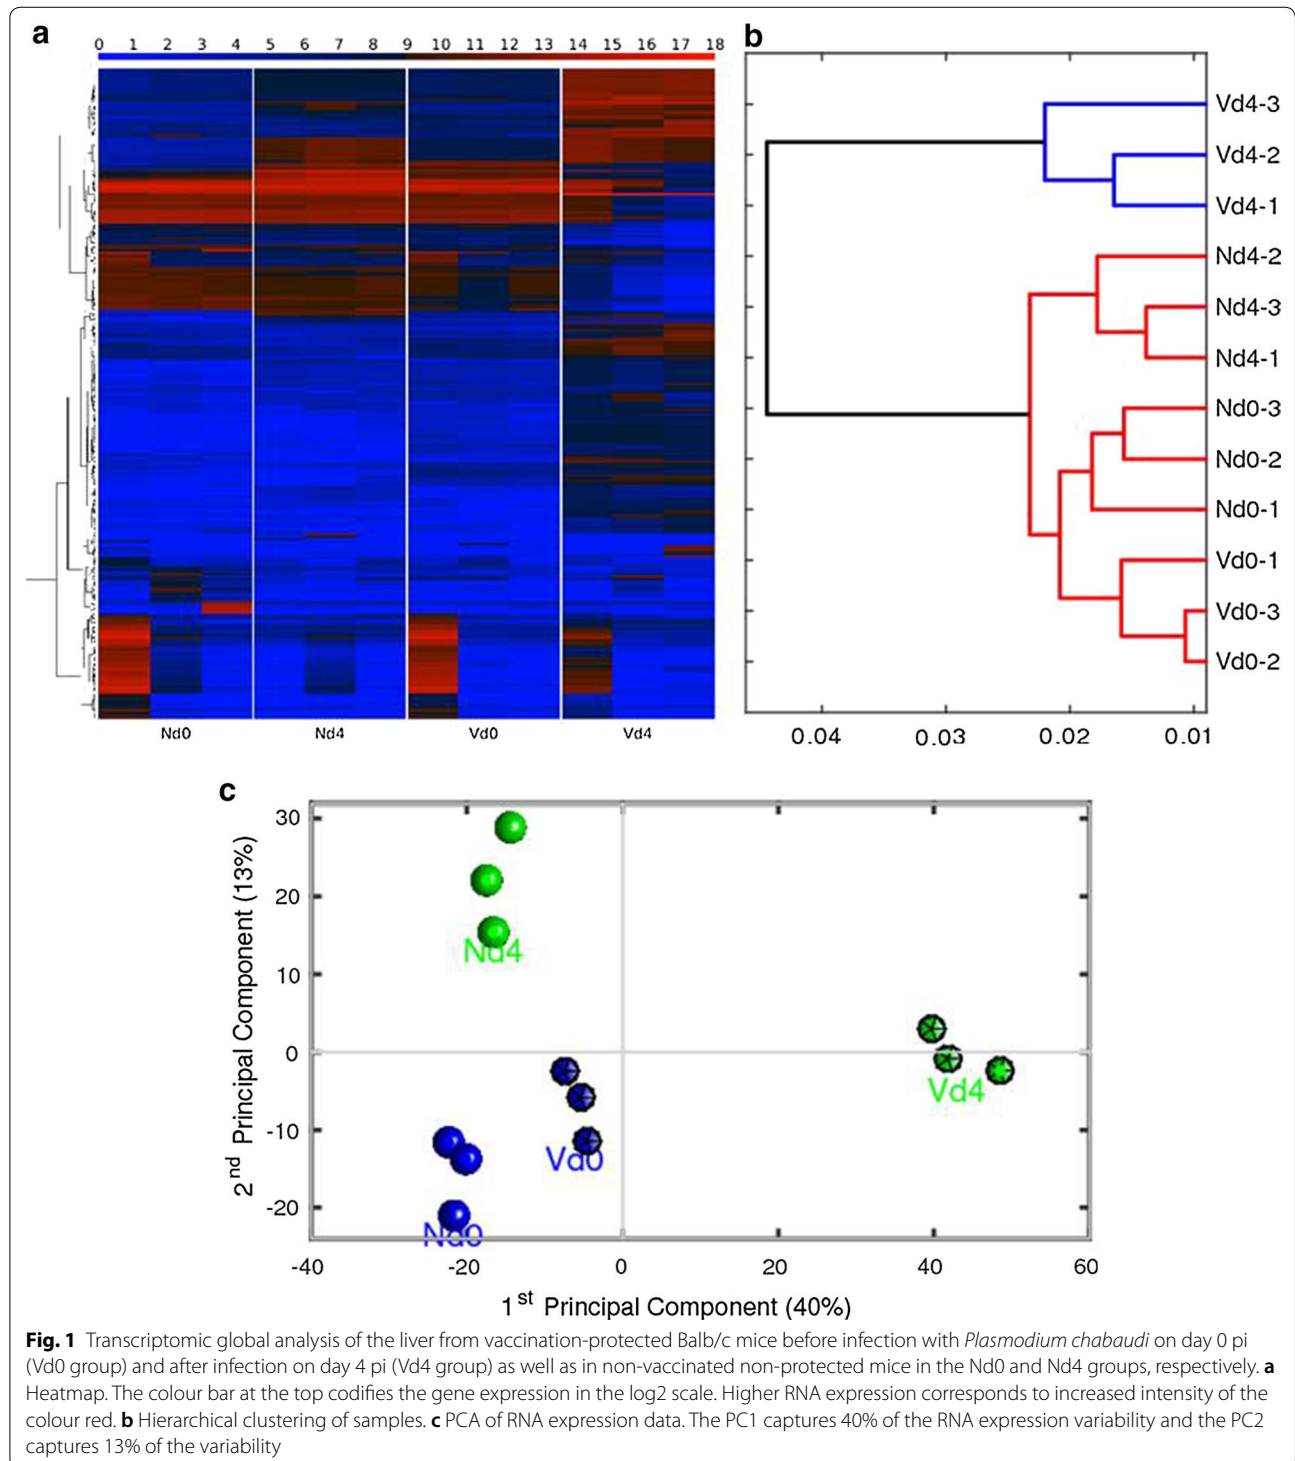 a
0 1 2 3 4 5 6 7 8 9 10 11 12 13 14 15 16 17 18
Nd0 Nd4 Vd0 Vd4
b
Vd4-3
Vd4-2
Vd4-1
Nd4-2
Nd4-3
Nd4-1
Nd0-3
Nd0-2
Nd0-1
Vd0-1
Vd0-3
Vd0-2
0.04 0.03 0.02 0.01
c
2nd Principal Component (13%)
30
20
10
0
-10
-20
Nd4
Vd4
Vd0
Nd0
-40 -20 0 20 40 60
1st Principal Component (40%)
Fig. 1 Transcriptomic global analysis of the liver from vaccination-protected Balb/c mice before infection with Plasmodium chabaudi on day 0 pi
(Vd0 group) and after infection on day 4 pi (Vd4 group) as well as in non-vaccinated non-protected mice in the Nd0 and Nd4 groups, respectively. a
Heatmap. The colour bar at the top codifies the gene expression in the log2 scale. Higher RNA expression corresponds to increased intensity of the
colour red. b Hierarchical clustering of samples. c PCA of RNA expression data. The PC1 captures 40% of the RNA expression variability and the PC2
captures 13% of the variability